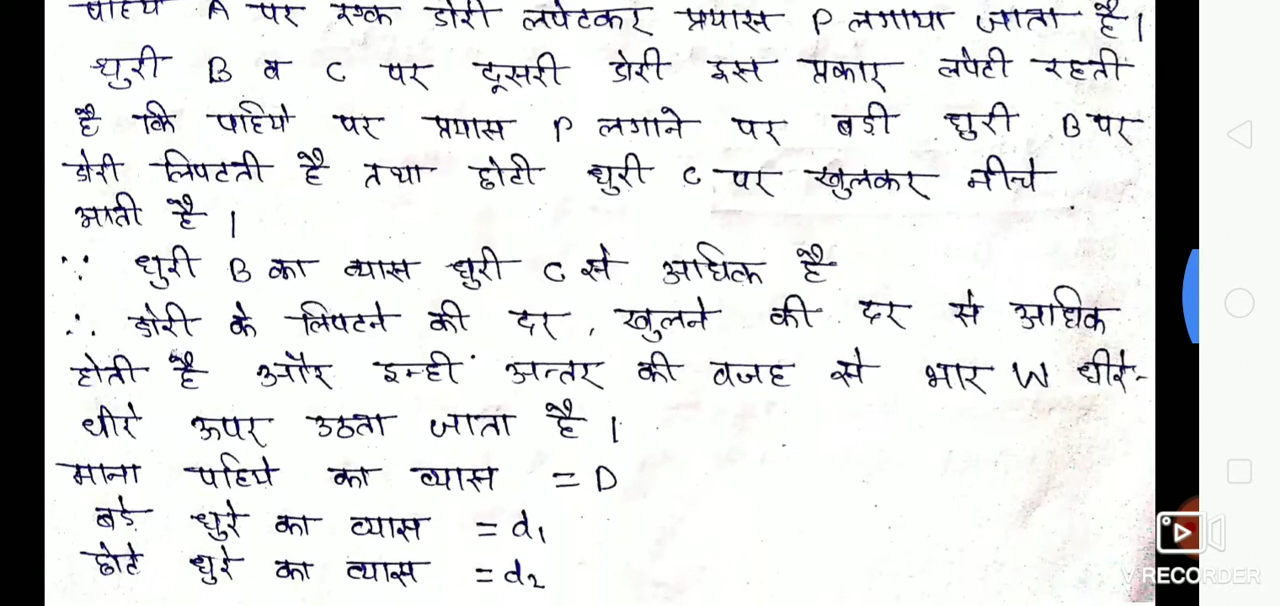 पहिये A पर एक डोरी लपेटकर प्रयास P लगाया जाता है।
धुरी B व C पर दूसरी डोरी इस प्रकार लपेटी रहती
है कि पहिये पर प्रयास P लगाने पर बडी धुरी B पर
डोरी लिपटती है तथा छोटी धुरी C पर खुलकर नीचे
आती है।
∵ धुरी B का व्यास धुरी C से अधिक है
∴ डोरी के लिपटने की दर, खुलने की दर से अधिक
होती है और इन्ही अन्तर की वजह से भार W धीरे-
धीरे ऊपर उठता जाता है।
माना पहिये का व्यास = D
बडे धुरे का व्यास = d₁
छोटे धुरे का व्यास = d₂
V RECORDER